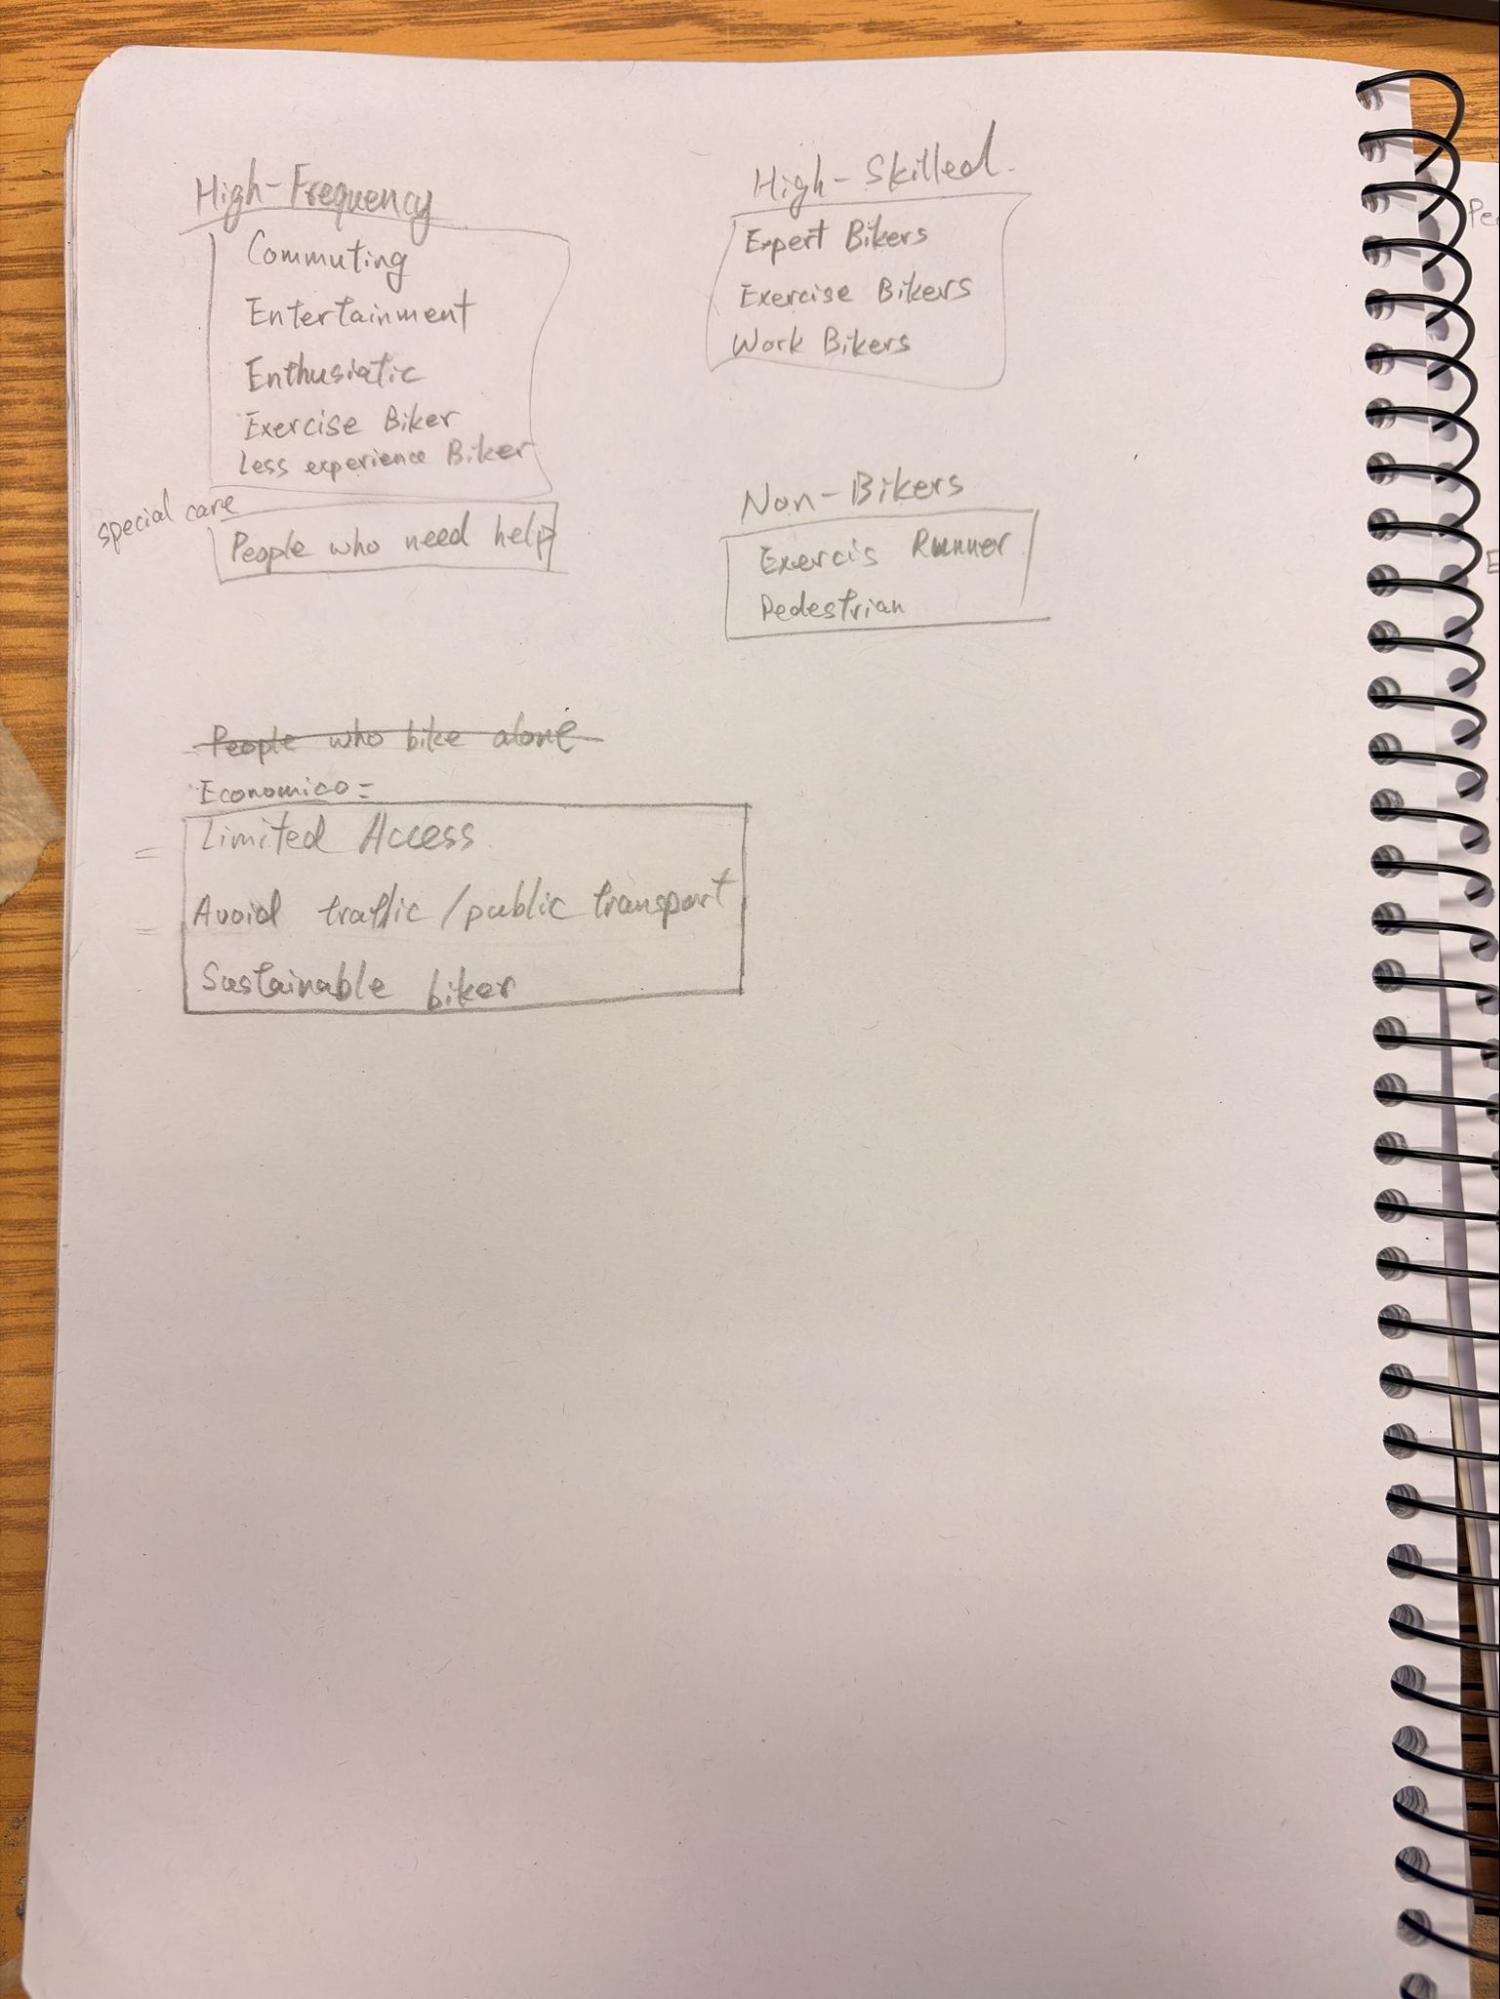 High-Frequency
Commuting
Entertainment
Enthusiatic
Exercise Biker
Less experience Biker
special care
People who need help
High-Skilled.
Expert Bikers
Exercise Bikers
Work Bikers
Non-Bikers
Exercis Runner
Pedestrian
People who bike alone
Economico=
= Limited Access
= Avoid traffic/public transport
Sustainable biker